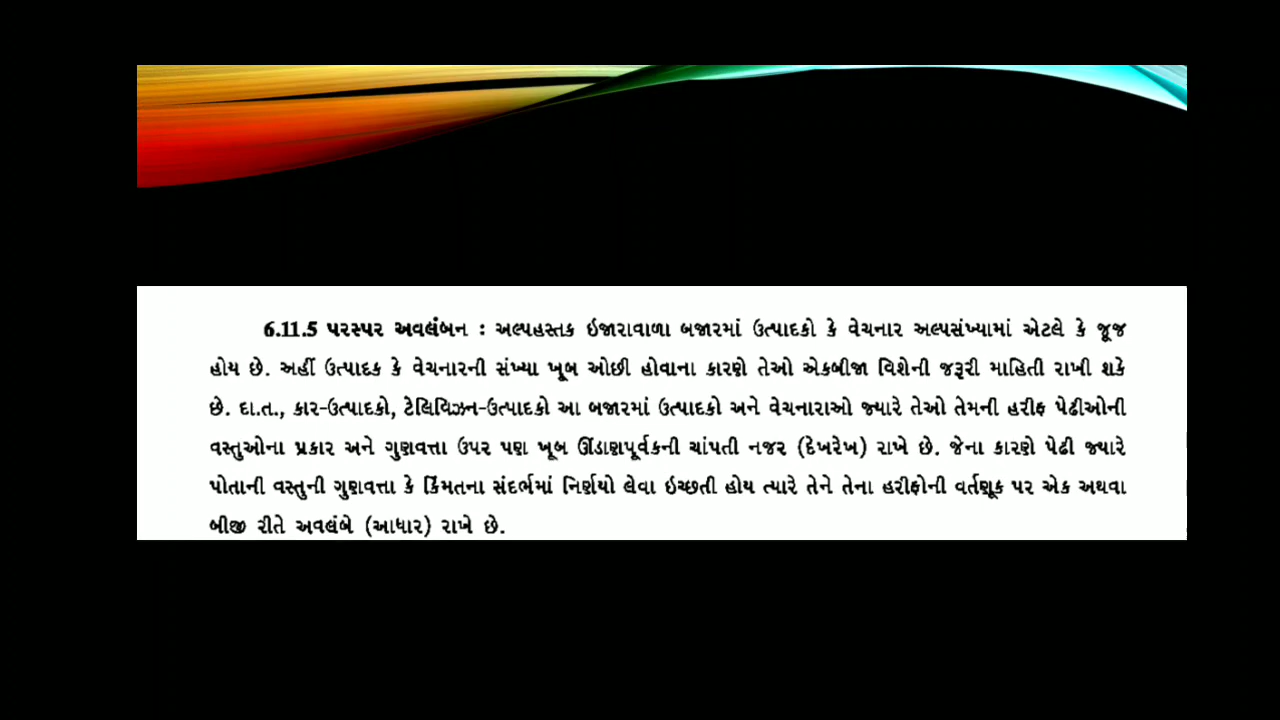 6.11.5 પરસ્પર અવલંબન : અલ્પહસ્તક ઇજારાવાળા બજારમાં ઉત્પાદકો કે વેચનાર અલ્પસંખ્યામાં એટલે કે જૂજ
હોય છે. અહીં ઉત્પાદક કે વેચનારની સંખ્યા ખૂબ ઓછી હોવાના કારણે તેઓ એકબીજા વિશેની જરૂરી માહિતી રાખી શકે
છે. દા.ત., કાર-ઉત્પાદકો, ટેલિવિઝન-ઉત્પાદકો આ બજારમાં ઉત્પાદકો અને વેચનારાઓ જ્યારે તેઓ તેમની હરીફ પેઢીઓની
વસ્તુઓના પ્રકાર અને ગુણવત્તા ઉપર પણ ખૂબ ઊંડાણપૂર્વકની ચાંપતી નજર (દેખરેખ) રાખે છે. જેના કારણે પેઢી જ્યારે
પોતાની વસ્તુની ગુણવત્તા કે કિંમતના સંદર્ભમાં નિર્ણયો લેવા ઇચ્છતી હોય ત્યારે તેને તેના હરીફોની વર્તણૂક પર એક અથવા
બીજી રીતે અવલંબે (આધાર) રાખે છે.